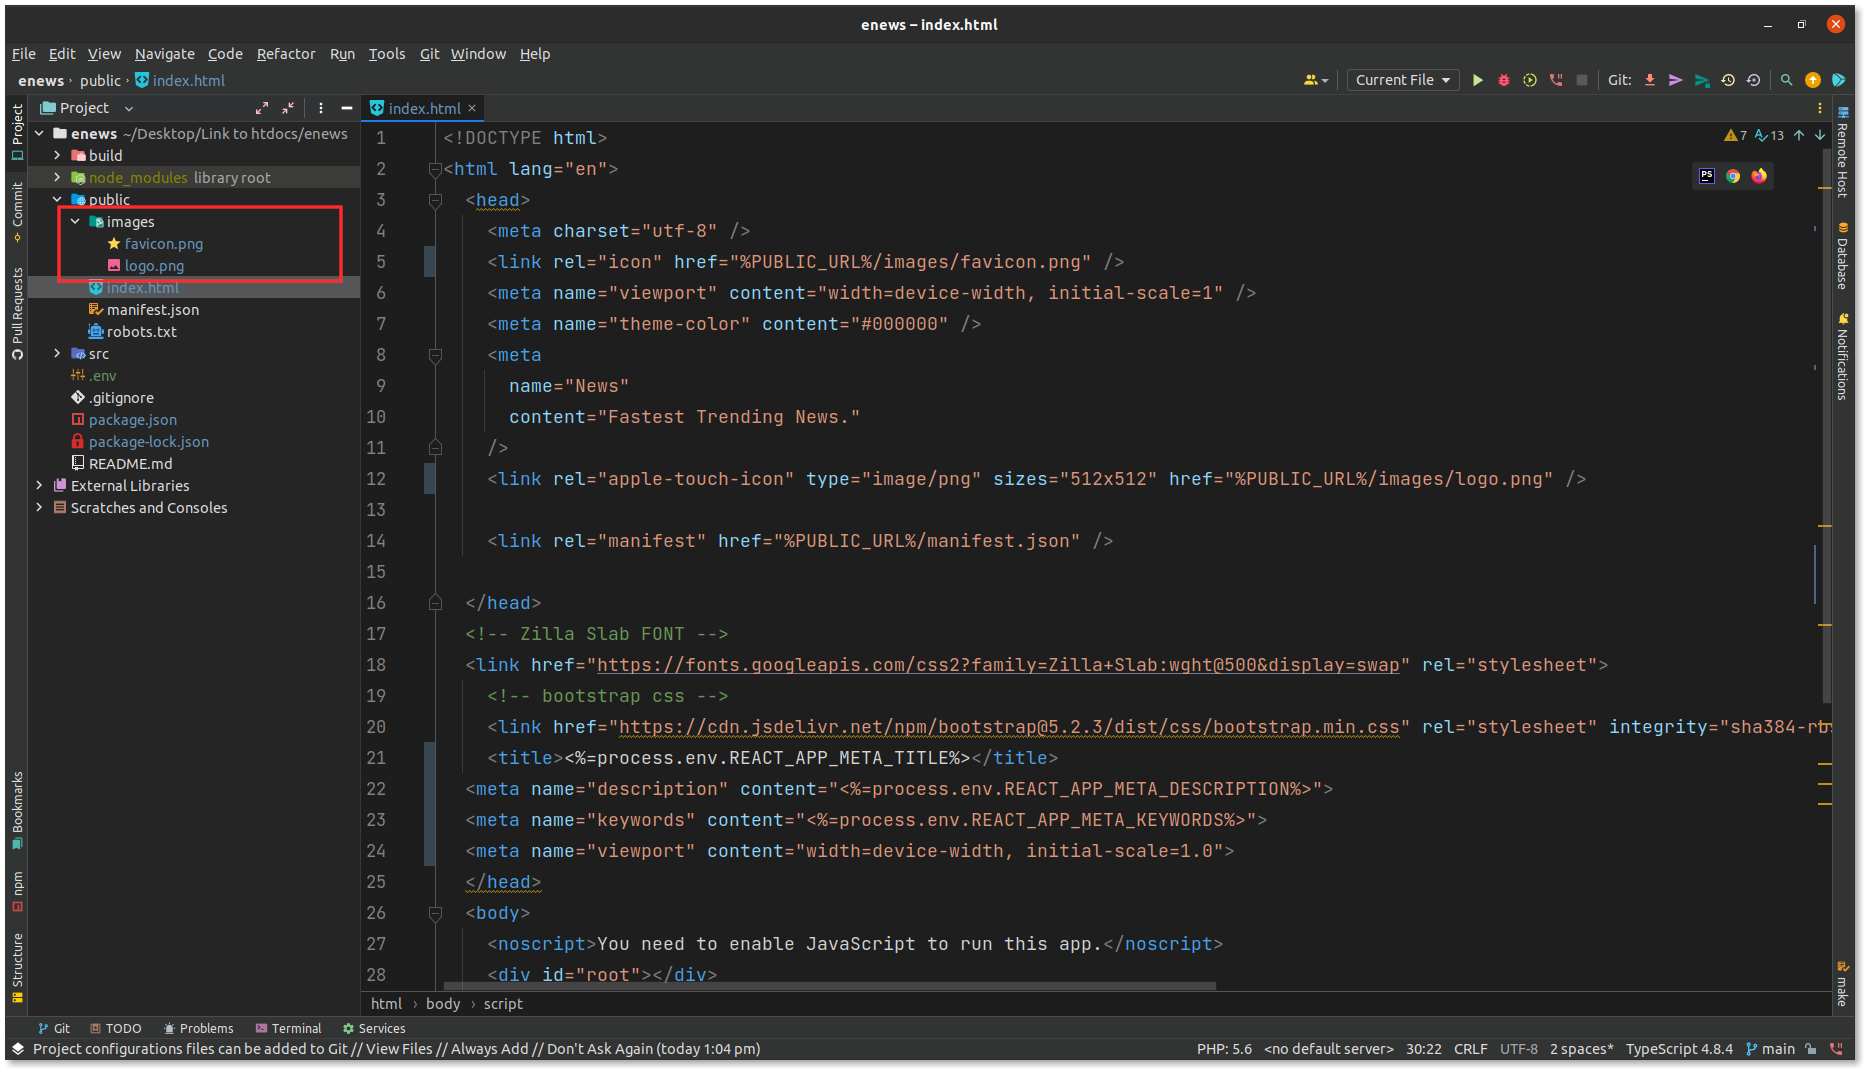 enews – index.html
File Edit View Navigate Code Refactor Run Tools Git Window Help
enews › public › index.html
Current File
Git:
Project
index.html
Project
Commit
Pull Requests
Bookmarks
npm
Structure
enews ~/Desktop/Link to htdocs/enews
build
node_modules library root
public
images
favicon.png
logo.png
index.html
manifest.json
robots.txt
src
.env
.gitignore
package.json
package-lock.json
README.md
External Libraries
Scratches and Consoles
7 13
PS
1 <!DOCTYPE html>
2 <html lang="en">
3 <head>
4 <meta charset="utf-8" />
5 <link rel="icon" href="%PUBLIC_URL%/images/favicon.png" />
6 <meta name="viewport" content="width=device-width, initial-scale=1" />
7 <meta name="theme-color" content="#000000" />
8 <meta
9 name="News"
10 content="Fastest Trending News."
11 />
12 <link rel="apple-touch-icon" type="image/png" sizes="512x512" href="%PUBLIC_URL%/images/logo.png" />
13
14 <link rel="manifest" href="%PUBLIC_URL%/manifest.json" />
15
16 </head>
17 <!-- Zilla Slab FONT -->
18 <link href="https://fonts.googleapis.com/css2?family=Zilla+Slab:wght@500&display=swap" rel="stylesheet">
19 <!-- bootstrap css -->
20 <link href="https://cdn.jsdelivr.net/npm/bootstrap@5.2.3/dist/css/bootstrap.min.css" rel="stylesheet" integrity="sha384-rbs
21 <title><%=process.env.REACT_APP_META_TITLE%></title>
22 <meta name="description" content="<%=process.env.REACT_APP_META_DESCRIPTION%>">
23 <meta name="keywords" content="<%=process.env.REACT_APP_META_KEYWORDS%>">
24 <meta name="viewport" content="width=device-width, initial-scale=1.0">
25 </head>
26 <body>
27 <noscript>You need to enable JavaScript to run this app.</noscript>
28 <div id="root"></div>
html › body › script
Remote Host
Database
Notifications
make
Git TODO Problems Terminal Services
Project configurations files can be added to Git // View Files // Always Add // Don't Ask Again (today 1:04 pm)
PHP: 5.6 <no default server> 30:22 CRLF UTF-8 2 spaces* TypeScript 4.8.4 main